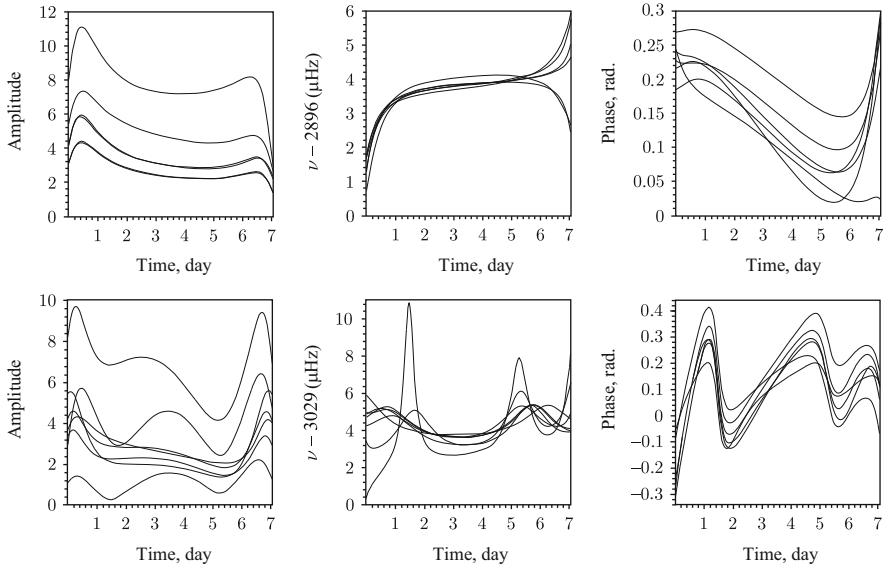 Amplitude
12
10
8
6
4
2
0
1 2 3 4 5 6 7
Time, day
ν − 2896 (μHz)
6
5
4
3
2
1
0
1 2 3 4 5 6 7
Time, day
Phase, rad.
0.3
0.25
0.2
0.15
0.1
0.05
0
1 2 3 4 5 6 7
Time, day
Amplitude
10
8
6
4
2
0
1 2 3 4 5 6 7
Time, day
ν − 3029 (μHz)
10
8
6
4
2
0
1 2 3 4 5 6 7
Time, day
Phase, rad.
0.4
0.3
0.2
0.1
0
−0.1
−0.1
−0.3
1 2 3 4 5 6 7
Time, day